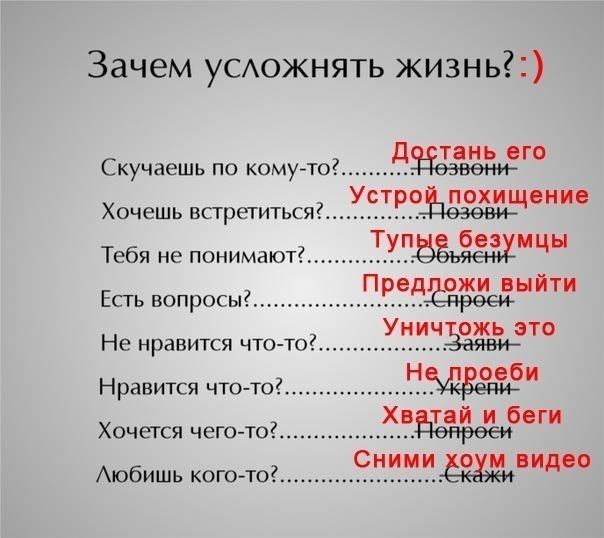 Зачем усложнять жизнь?:)
Достань его
Скучаешь по кому-то?..........Позвони
Устрой похищение
Хочешь встретиться?..............Позови
Тупые безумцы
Тебя не понимают?...............Объясни
Предложи выйти
Есть вопросы?........................Спроси
Уничтожь это
Не нравится что-то?..................Заяви
Не проеби
Нравится что-то?.....................Укрепи
Хватай и беги
Хочется чего-то?..................Попроси
Сними хоум видео
Любишь кого-то?.....................Скажи